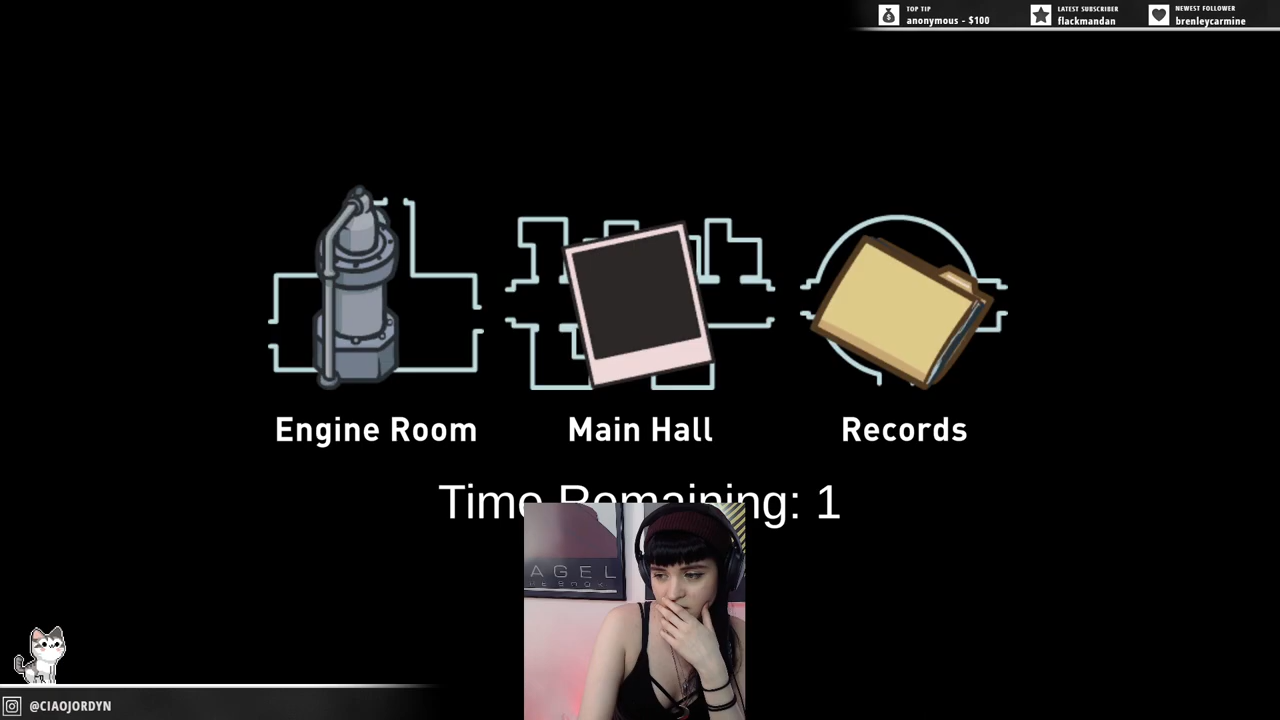 TOP TIP
anonymous - $100
LATEST SUBSCRIBER
flackmandan
NEWEST FOLLOWER
brenleycarmine
Engine Room
Main Hall
Records
Time Remaining: 1
AGEL
@CIAOJORDYN